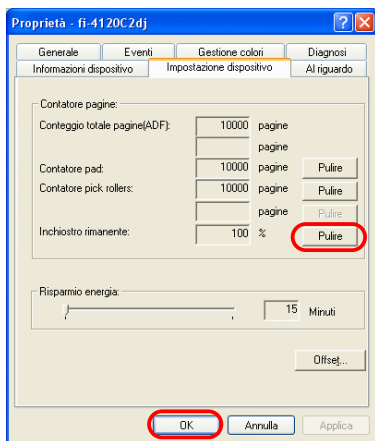 Proprietà - fi-4120C2dj
Generale Eventi Gestione colori Diagnosi
Informazioni dispositivo Impostazione dispositivo Al riguardo
Contatore pagine:
Conteggio totale pagine(ADF): 10000 pagine
pagine
Contatore pad: 10000 pagine Pulire
Contatore pick rollers: 10000 pagine Pulire
pagine Pulire
Inchiostro rimanente: 100 % Pulire
Risparmio energia:
15 Minuti
Offset...
OK Annulla Applica